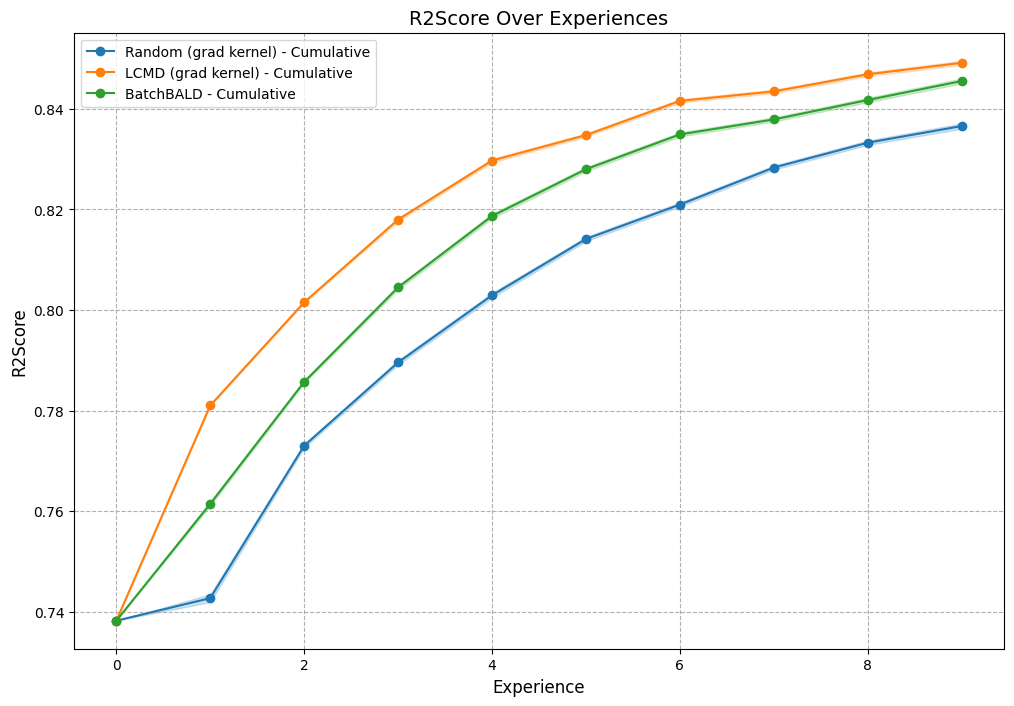 R2Score Over Experiences
Random (grad kernel) - Cumulative
LCMD (grad kernel) - Cumulative
BatchBALD - Cumulative
R2Score
0.84
0.82
0.80
0.78
0.76
0.74
0 2 4 6 8
Experience